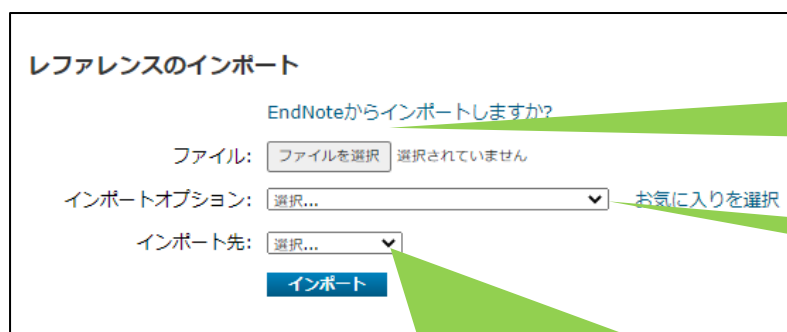 レファレンスのインポート
EndNoteからインポートしますか?
ファイル: ファイルを選択 選択されていません
インポートオプション: 選択... お気に入りを選択
インポート先: 選択...
インポート